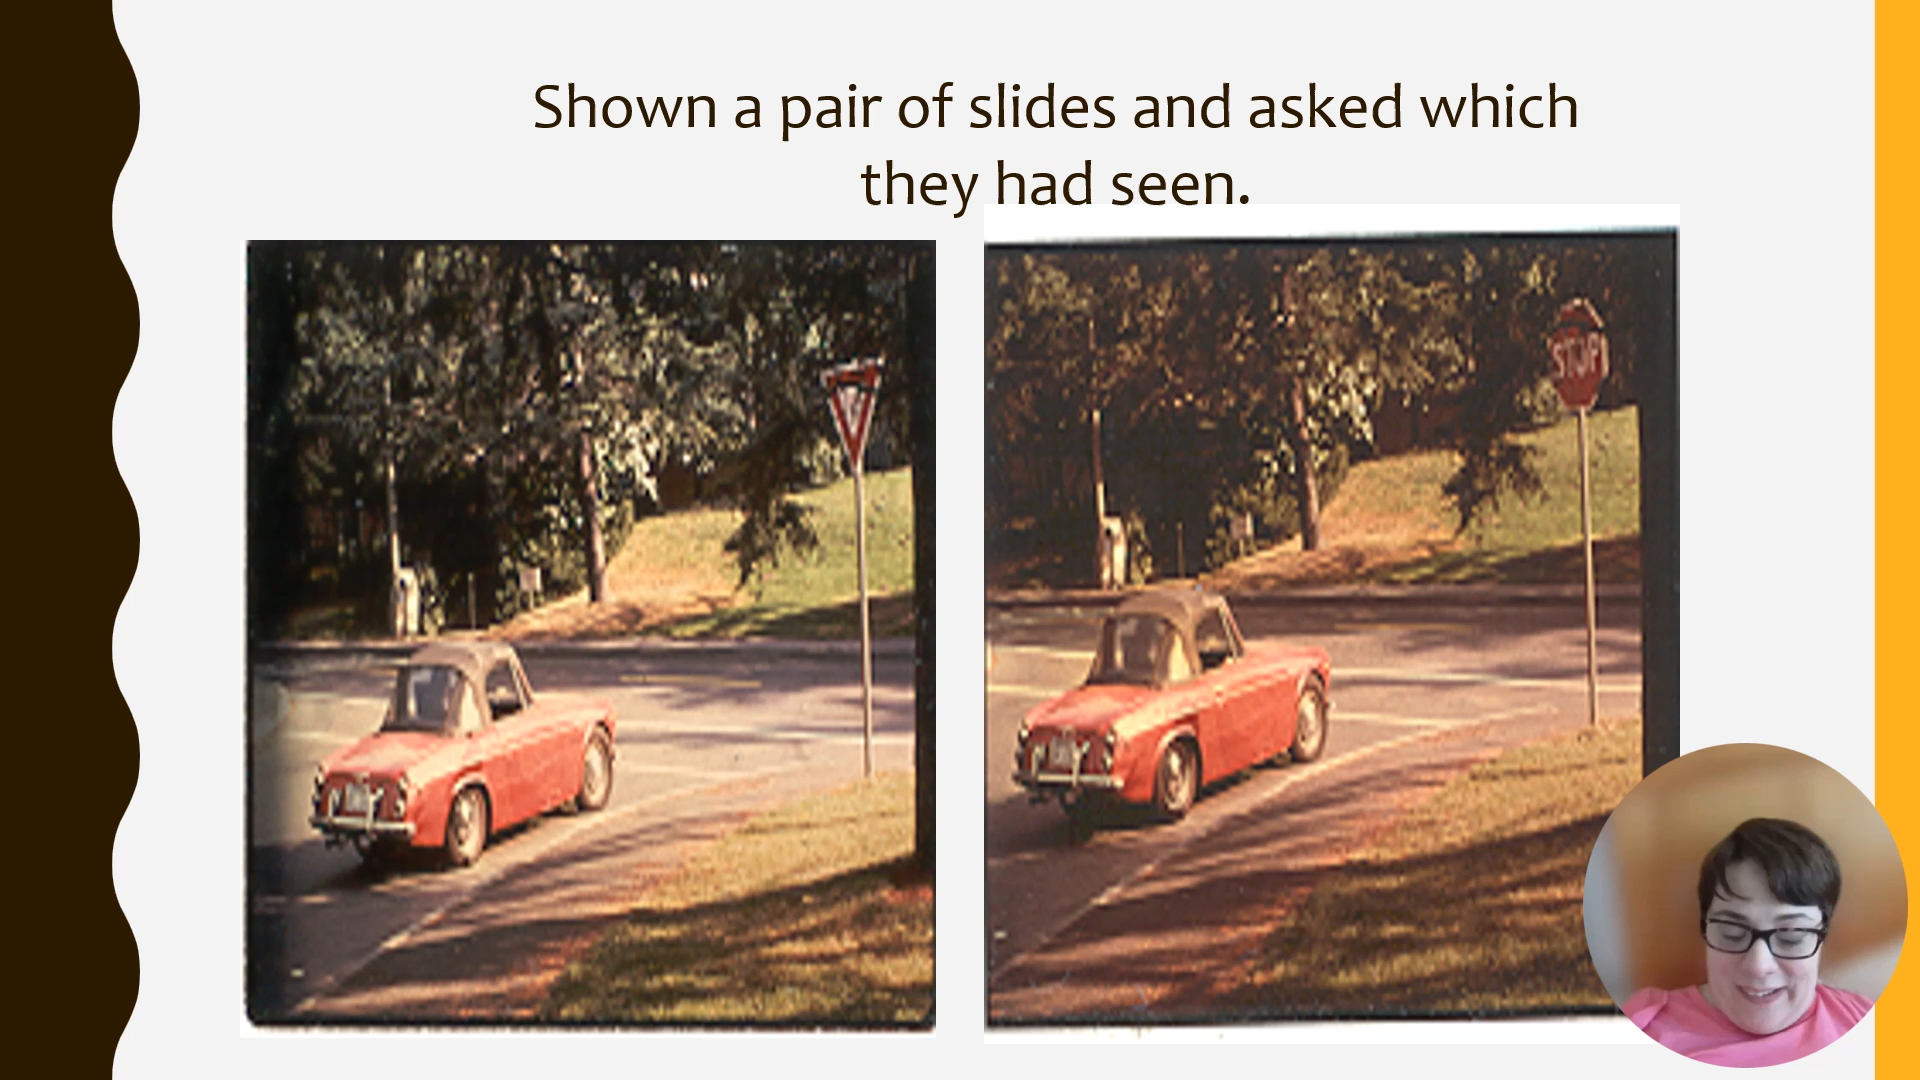 Shown a pair of slides and asked which
they had seen.
STOP